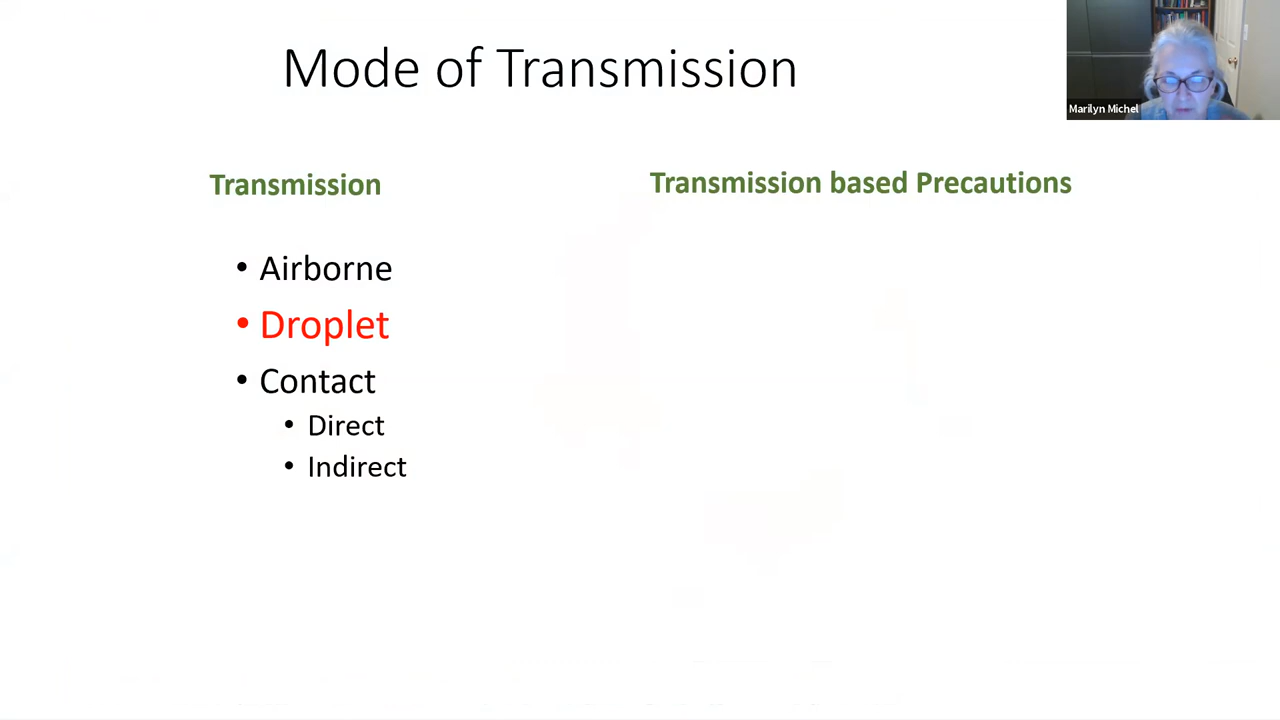 Mode of Transmission
Marilyn Michel
Transmission
Transmission based Precautions
• Airborne
• Droplet
• Contact
• Direct
• Indirect